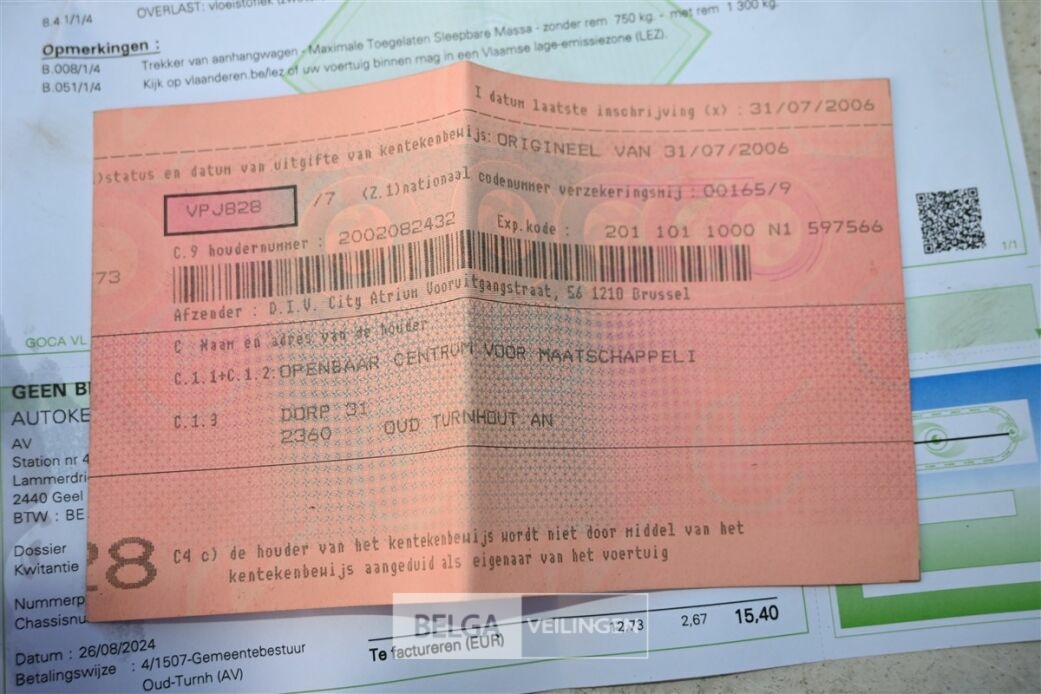 8.4 1/1/4 OVERLAST: vloeistoflek
Opmerkingen :
B.008/1/4 Trekker van aanhangwagen - Maximale Toegelaten Sleepbare Massa - zonder rem 750 kg. - met rem 1 300 kg.
B.051/1/4 Kijk op vlaanderen.be/lez of uw voertuig binnen mag in een Vlaamse lage-emissiezone (LEZ).
I datum laatste inschrijving (x) : 31/07/2006
)status en datum van uitgifte van kentekenbewijs: ORIGINEEL VAN 31/07/2006
VPJ828 /7 (Z.1)nationaal codenummer verzekeringsmij : 00165/9
C.9 houdernummer : 2002082432 Exp.kode : 201 101 1000 N1 597566
73
1/1
Afzender : D.I.V. City Atrium Vooruitgangstraat, 56 1210 Brussel
C Naam en adres van de houder
C.1.1+C.1.2:OPENBAAR CENTRUM VOOR MAATSCHAPPELI
C.1.3 DORP 31
2360 OUD TURNHOUT AN
28 C4 c) de houder van het kentekenbewijs wordt niet door middel van het
kentekenbewijs aangeduid als eigenaar van het voertuig
GOCA VL
GEEN B
AUTOKE
AV
Station nr 4
Lammerdri
2440 Geel
BTW : BE
Dossier
Kwitantie
Nummerp
Chassisnu
Datum : 26/08/2024
Betalingswijze : 4/1507-Gemeentebestuur
Oud-Turnh (AV)
Te factureren (EUR) 12,73 2,67 15,40
BELGA VEILINGEN